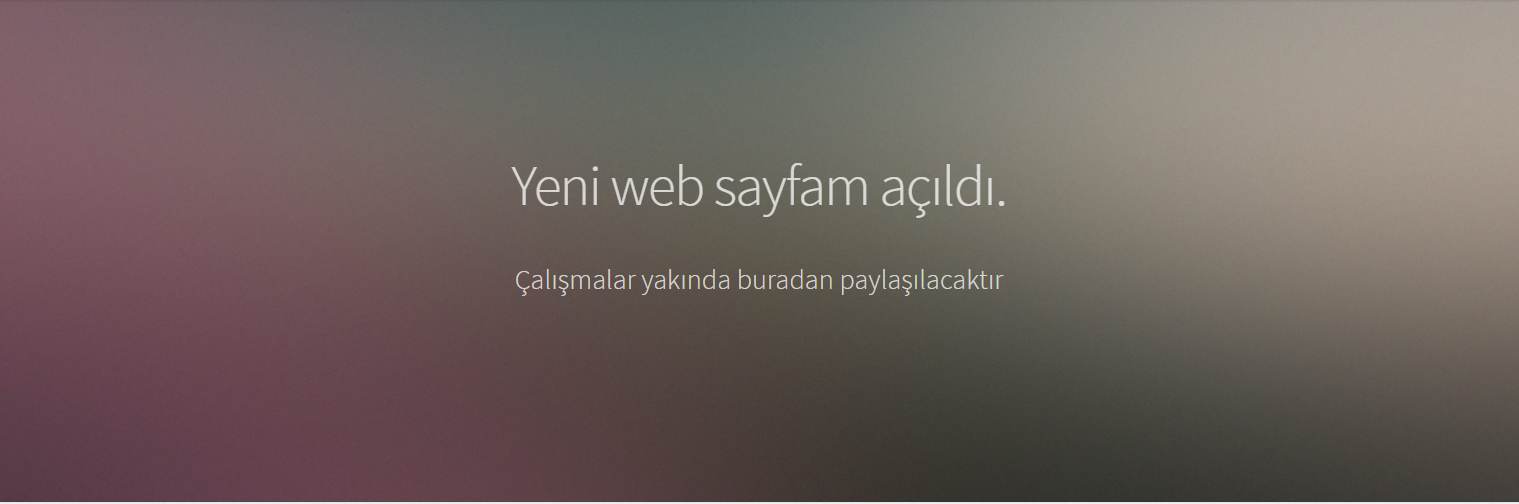 Yeni web sayfam açıldı.
Çalışmalar yakında buradan paylaşılacaktır